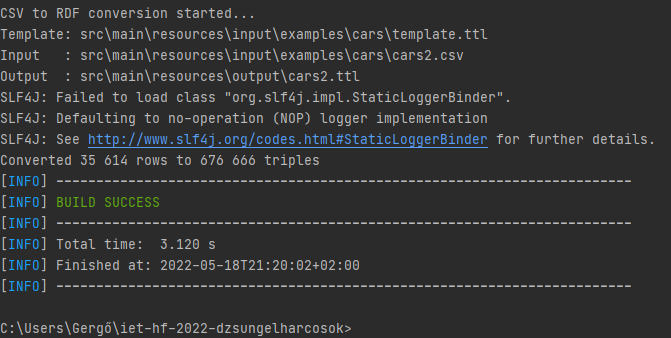 CSV to RDF conversion started...
Template: src\main\resources\input\examples\cars\template.ttl
Input   : src\main\resources\input\examples\cars\cars2.csv
Output  : src\main\resources\output\cars2.ttl
SLF4J: Failed to load class "org.slf4j.impl.StaticLoggerBinder".
SLF4J: Defaulting to no-operation (NOP) logger implementation
SLF4J: See http://www.slf4j.org/codes.html#StaticLoggerBinder for further details.
Converted 35 614 rows to 676 666 triples
[INFO] ------------------------------------------------------------------------
[INFO] BUILD SUCCESS
[INFO] ------------------------------------------------------------------------
[INFO] Total time:  3.120 s
[INFO] Finished at: 2022-05-18T21:20:02+02:00
[INFO] ------------------------------------------------------------------------
C:\Users\Gergő\iet-hf-2022-dzsungelharcosok>